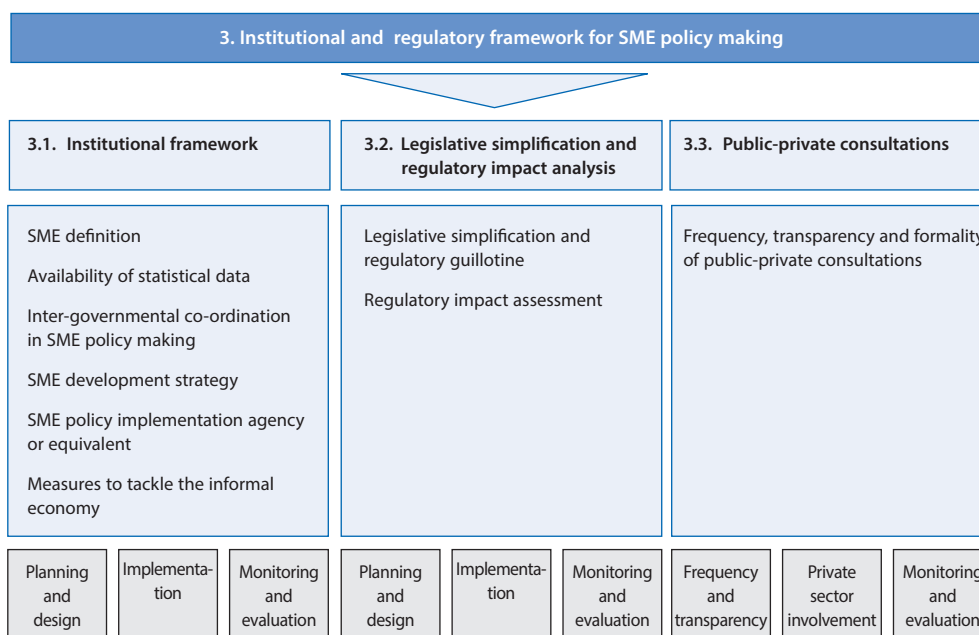 3. Institutional and regulatory framework for SME policy making
3.1. Institutional framework
3.2. Legislative simplification and
regulatory impact analysis
3.3. Public-private consultations
SME definition
Availability of statistical data
Inter-governmental co-ordination
in SME policy making
SME development strategy
SME policy implementation agency
or equivalent
Measures to tackle the informal
economy
Legislative simplification and
regulatory guillotine
Regulatory impact assessment
Frequency, transparency and formality
of public-private consultations
Planning
and
design
Implementa-
tion
Monitoring
and
evaluation
Planning
and
design
Implementa-
tion
Monitoring
and
evaluation
Frequency
and
transparency
Private
sector
involvement
Monitoring
and
evaluation